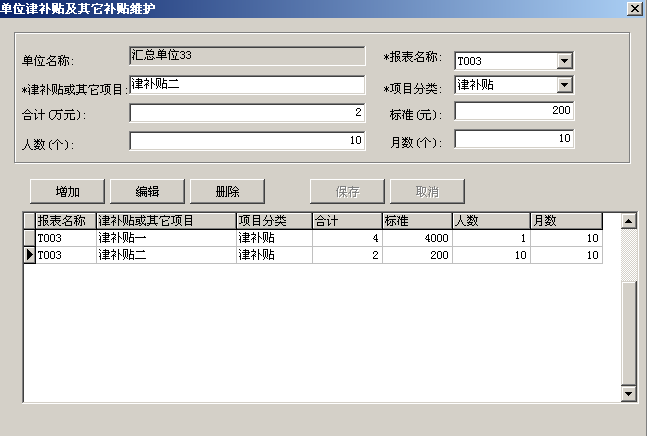 单位津补贴及其它补贴维护
单位名称: 汇总单位33 *报表名称: T003
*津补贴或其它项目: 津补贴二 *项目分类: 津补贴
合计(万元): 2 标准(元): 200
人数(个): 10 月数(个): 10
增加 编辑 删除 保存 取消
报表名称 津补贴或其它项目 项目分类 合计 标准 人数 月数
T003 津补贴一 津补贴 4 4000 1 10
T003 津补贴二 津补贴 2 200 10 10